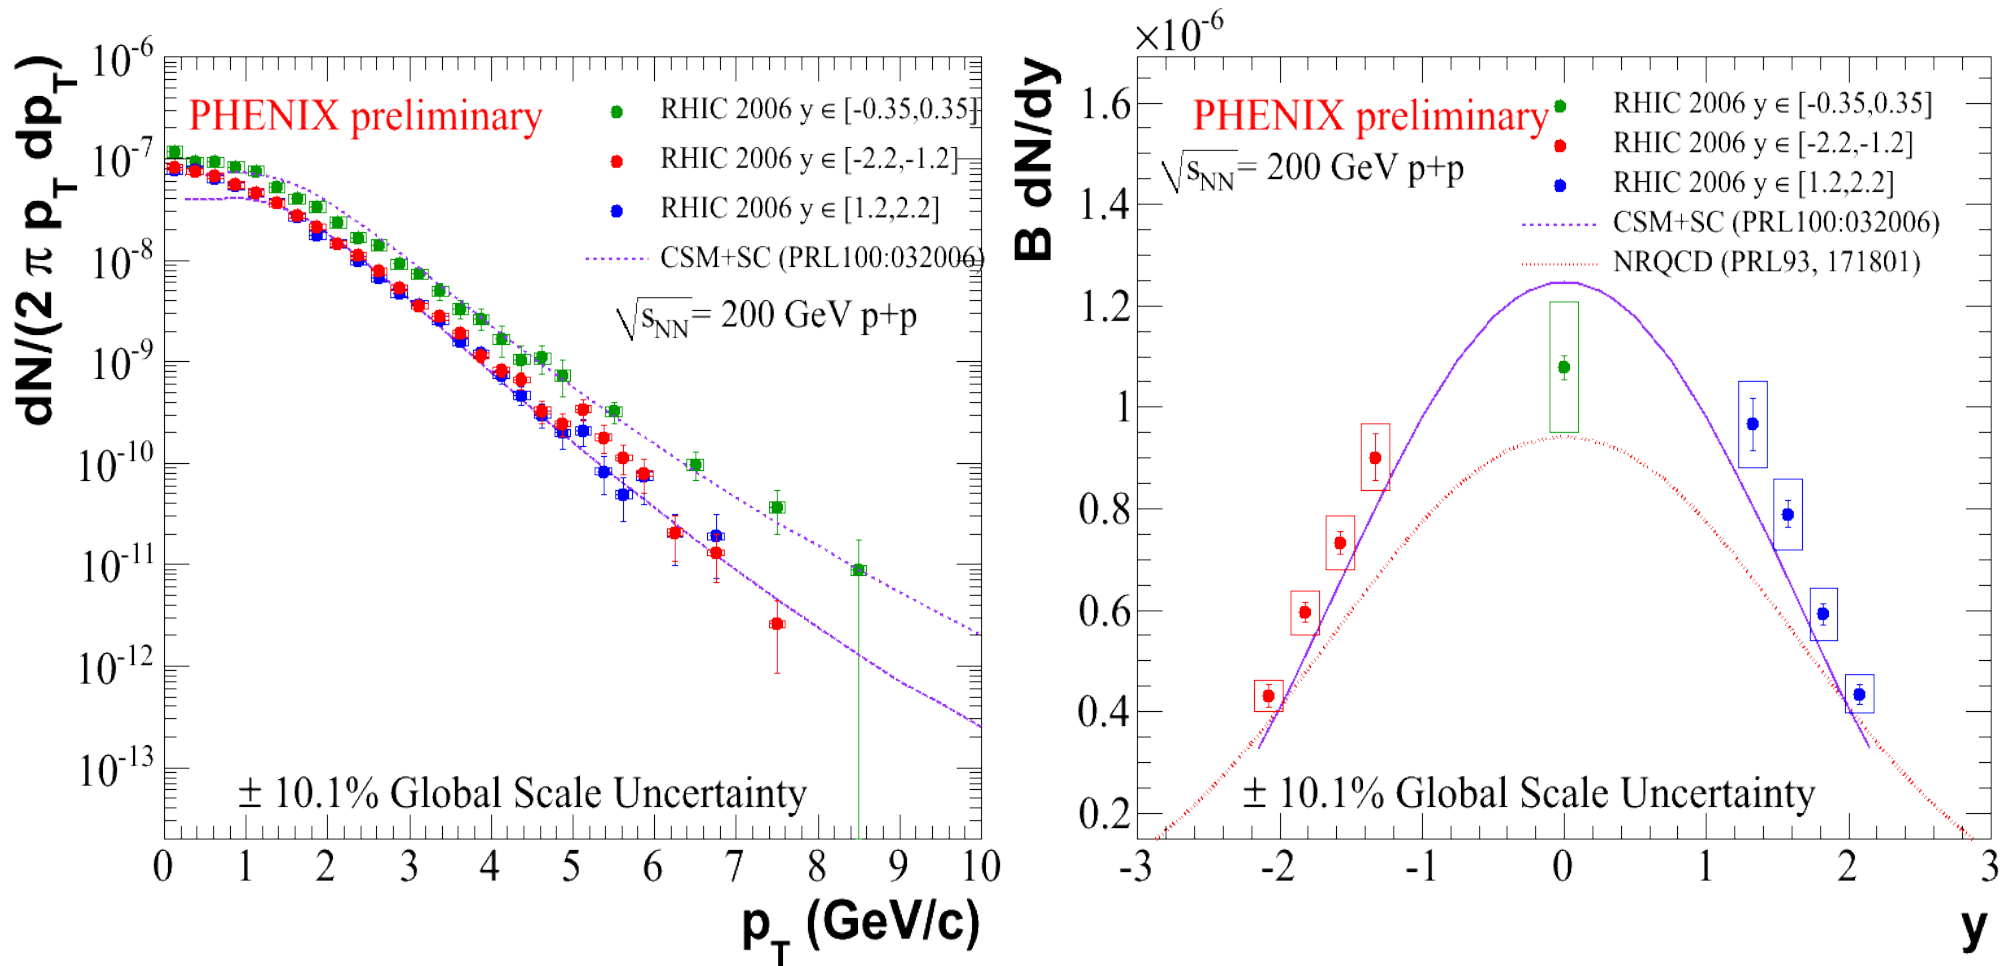 10^-6
10^-7
10^-8
10^-9
10^-10
10^-11
10^-12
10^-13
dN/(2 π p_T dp_T)
PHENIX preliminary
RHIC 2006 y ∈ [-0.35,0.35]
RHIC 2006 y ∈ [-2.2,-1.2]
RHIC 2006 y ∈ [1.2,2.2]
CSM+SC (PRL100:032006)
√s_NN = 200 GeV p+p
± 10.1% Global Scale Uncertainty
0 1 2 3 4 5 6 7 8 9 10
p_T (GeV/c)
×10^-6
B dN/dy
1.6
1.4
1.2
1
0.8
0.6
0.4
0.2
PHENIX preliminary
√s_NN = 200 GeV p+p
RHIC 2006 y ∈ [-0.35,0.35]
RHIC 2006 y ∈ [-2.2,-1.2]
RHIC 2006 y ∈ [1.2,2.2]
CSM+SC (PRL100:032006)
NRQCD (PRL93, 171801)
± 10.1% Global Scale Uncertainty
-3 -2 -1 0 1 2 3
y